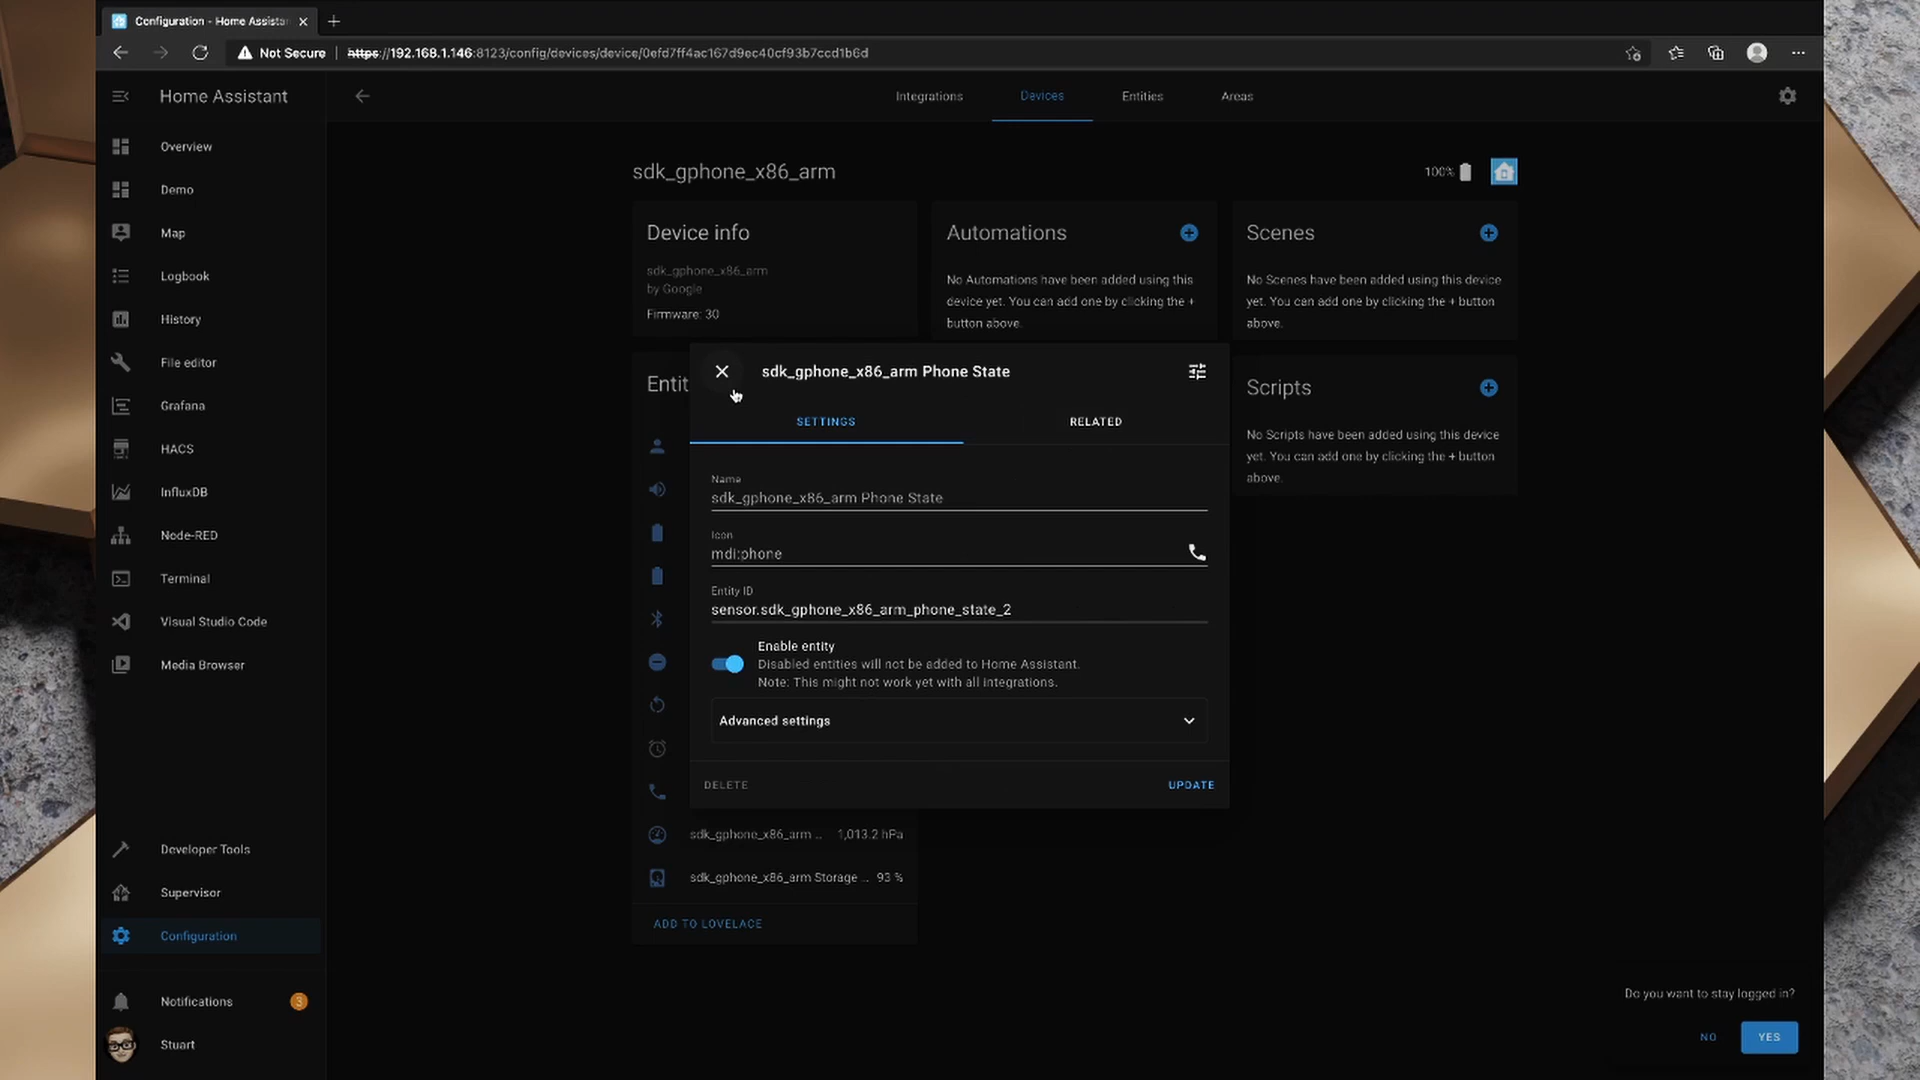 Configuration - Home Assista
Not Secure
https://192.168.1.146:8123/config/devices/device/0efd7ff4ac167d9ec40cf93b7ccd1b6d
Home Assistant
Integrations
Devices
Entities
Areas
Overview
Demo
Map
Logbook
History
File editor
Grafana
HACS
InfluxDB
Node-RED
Terminal
Visual Studio Code
Media Browser
Developer Tools
Supervisor
Configuration
Notifications
3
Stuart
sdk_gphone_x86_arm
100%
Device info
sdk_gphone_x86_arm
by Google
Firmware: 30
Automations
No Automations have been added using this
device yet. You can add one by clicking the +
button above.
Scenes
No Scenes have been added using this device
yet. You can add one by clicking the + button
above.
Scripts
No Scripts have been added using this device
yet. You can add one by clicking the + button
above.
Entit
sdk_gphone_x86_arm Phone State
SETTINGS
RELATED
Name
sdk_gphone_x86_arm Phone State
Icon
mdi:phone
Entity ID
sensor.sdk_gphone_x86_arm_phone_state_2
Enable entity
Disabled entities will not be added to Home Assistant.
Note: This might not work yet with all integrations.
Advanced settings
DELETE
UPDATE
sdk_gphone_x86_arm ... 1,013.2 hPa
sdk_gphone_x86_arm Storage ... 93 %
ADD TO LOVELACE
Do you want to stay logged in?
NO
YES